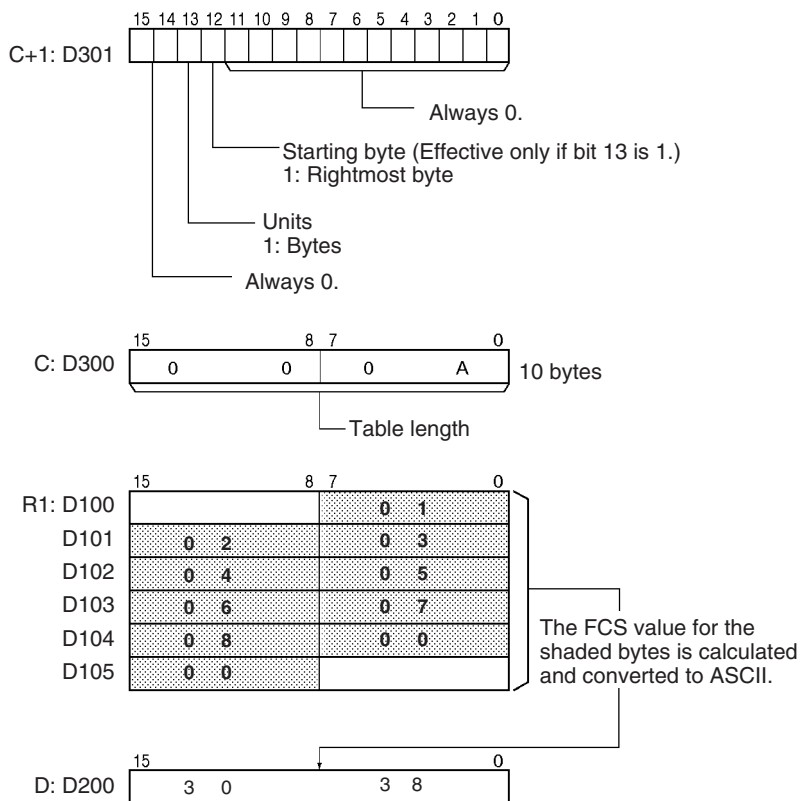 15 14 13 12 11 10 9 8 7 6 5 4 3 2 1 0
C+1: D301
Always 0.
Starting byte (Effective only if bit 13 is 1.)
1: Rightmost byte
Units
1: Bytes
Always 0.
15 8 7 0
C: D300 0 0 0 A 10 bytes
Table length
15 8 7 0
R1: D100 0 1
D101 0 2 0 3
D102 0 4 0 5
D103 0 6 0 7
D104 0 8 0 0
D105 0 0
The FCS value for the
shaded bytes is calculated
and converted to ASCII.
15 0
D: D200 3 0 3 8